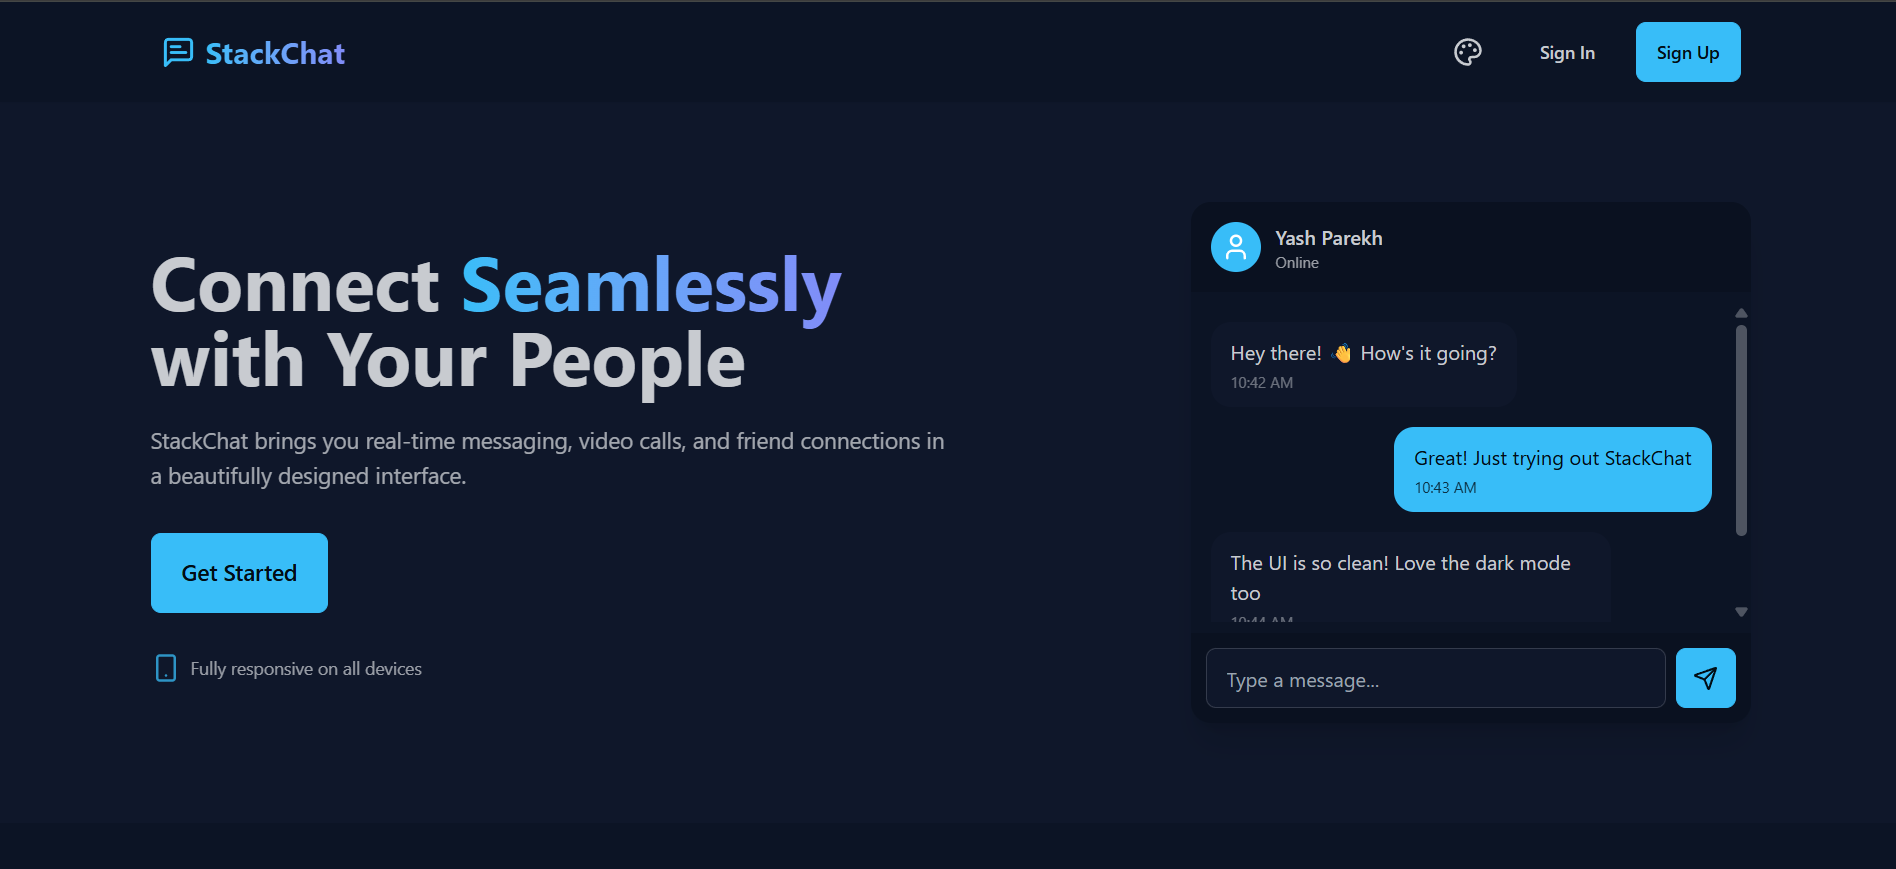 StackChat
Sign In
Sign Up
Connect Seamlessly
with Your People
StackChat brings you real-time messaging, video calls, and friend connections in
a beautifully designed interface.
Get Started
Fully responsive on all devices
Yash Parekh
Online
Hey there! 👋 How's it going?
10:42 AM
Great! Just trying out StackChat
10:43 AM
The UI is so clean! Love the dark mode
too
10:44 AM
Type a message...